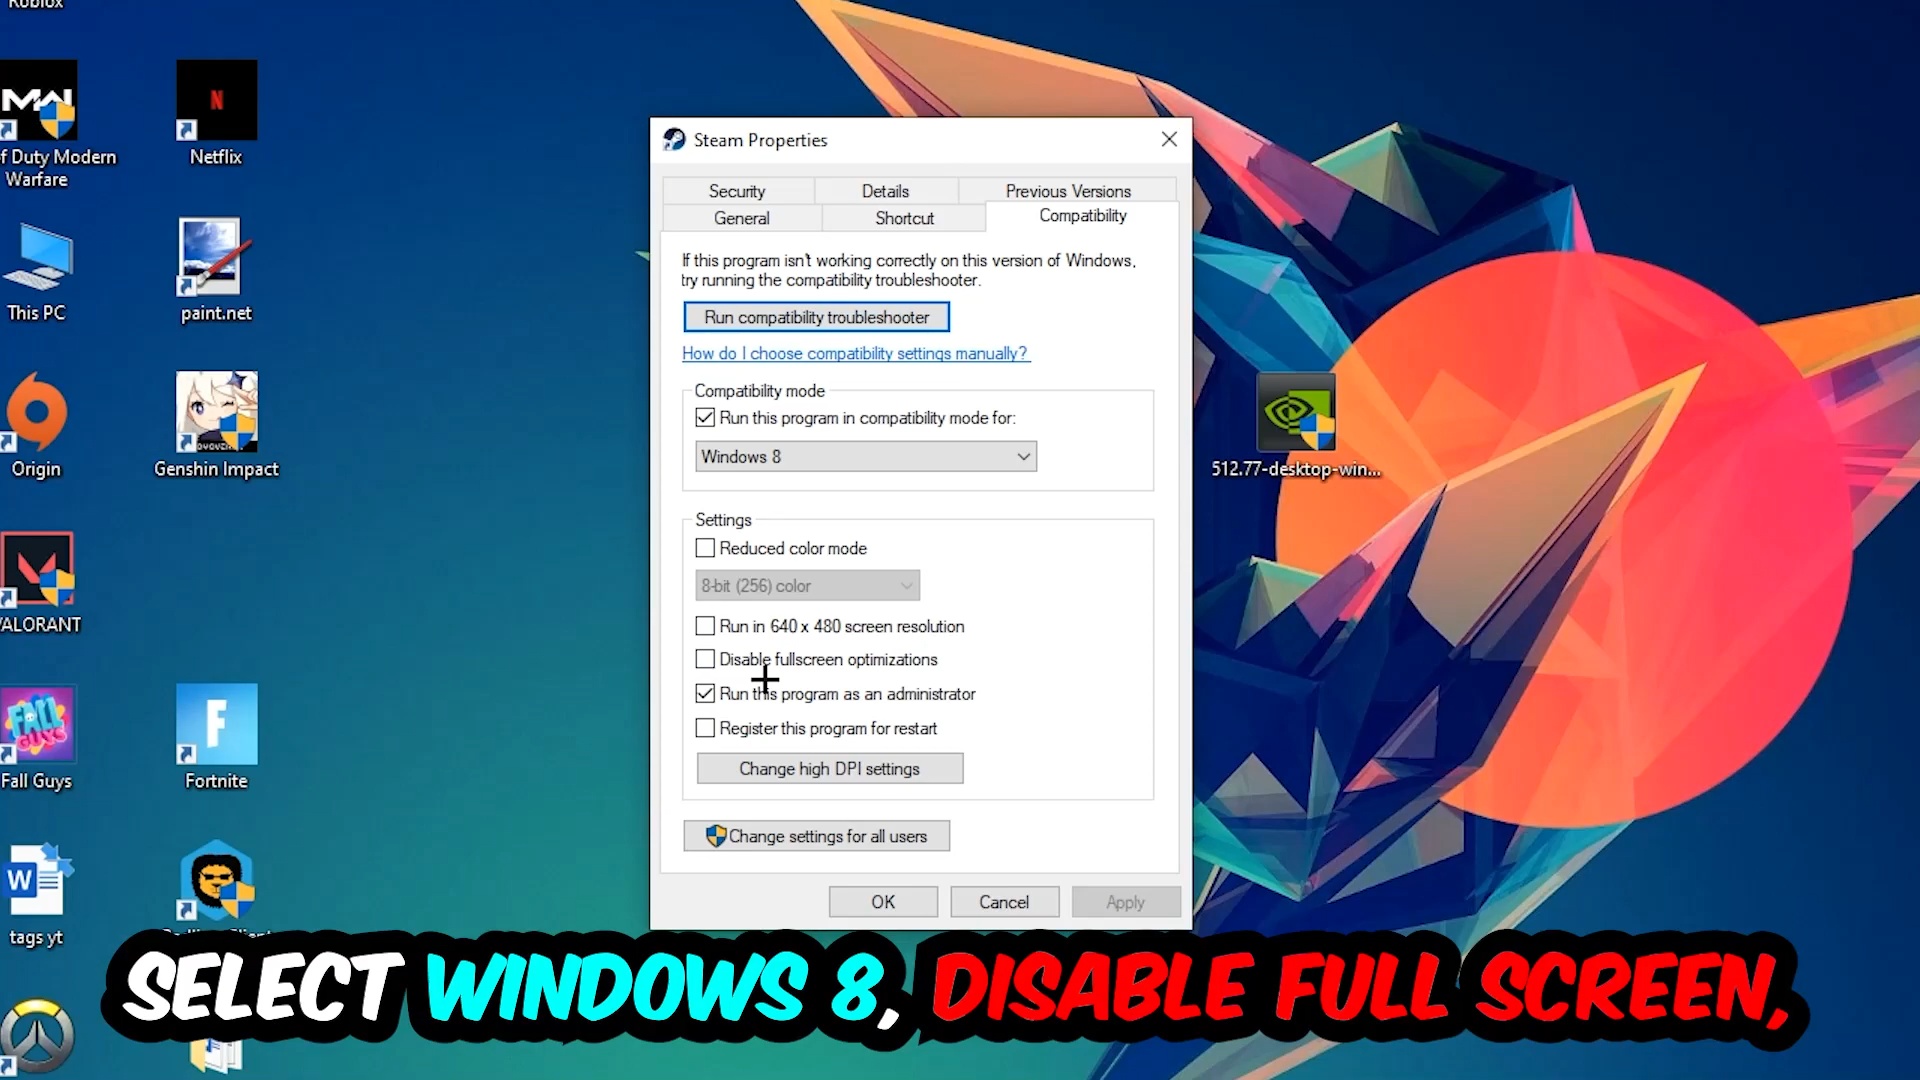 Roblox
f Duty Modern
Warfare
Netflix
This PC
paint.net
Origin
Genshin Impact
VALORANT
Fall Guys
Fortnite
tags yt
Steam Properties
Security
Details
Previous Versions
General
Shortcut
Compatibility
If this program isn't working correctly on this version of Windows,
try running the compatibility troubleshooter.
Run compatibility troubleshooter
How do I choose compatibility settings manually?
Compatibility mode
Run this program in compatibility mode for:
Windows 8
Settings
Reduced color mode
8-bit (256) color
Run in 640 x 480 screen resolution
Disable fullscreen optimizations
Run this program as an administrator
Register this program for restart
Change high DPI settings
Change settings for all users
OK
Cancel
Apply
512.77-desktop-win...
SELECT WINDOWS 8, DISABLE FULL SCREEN,